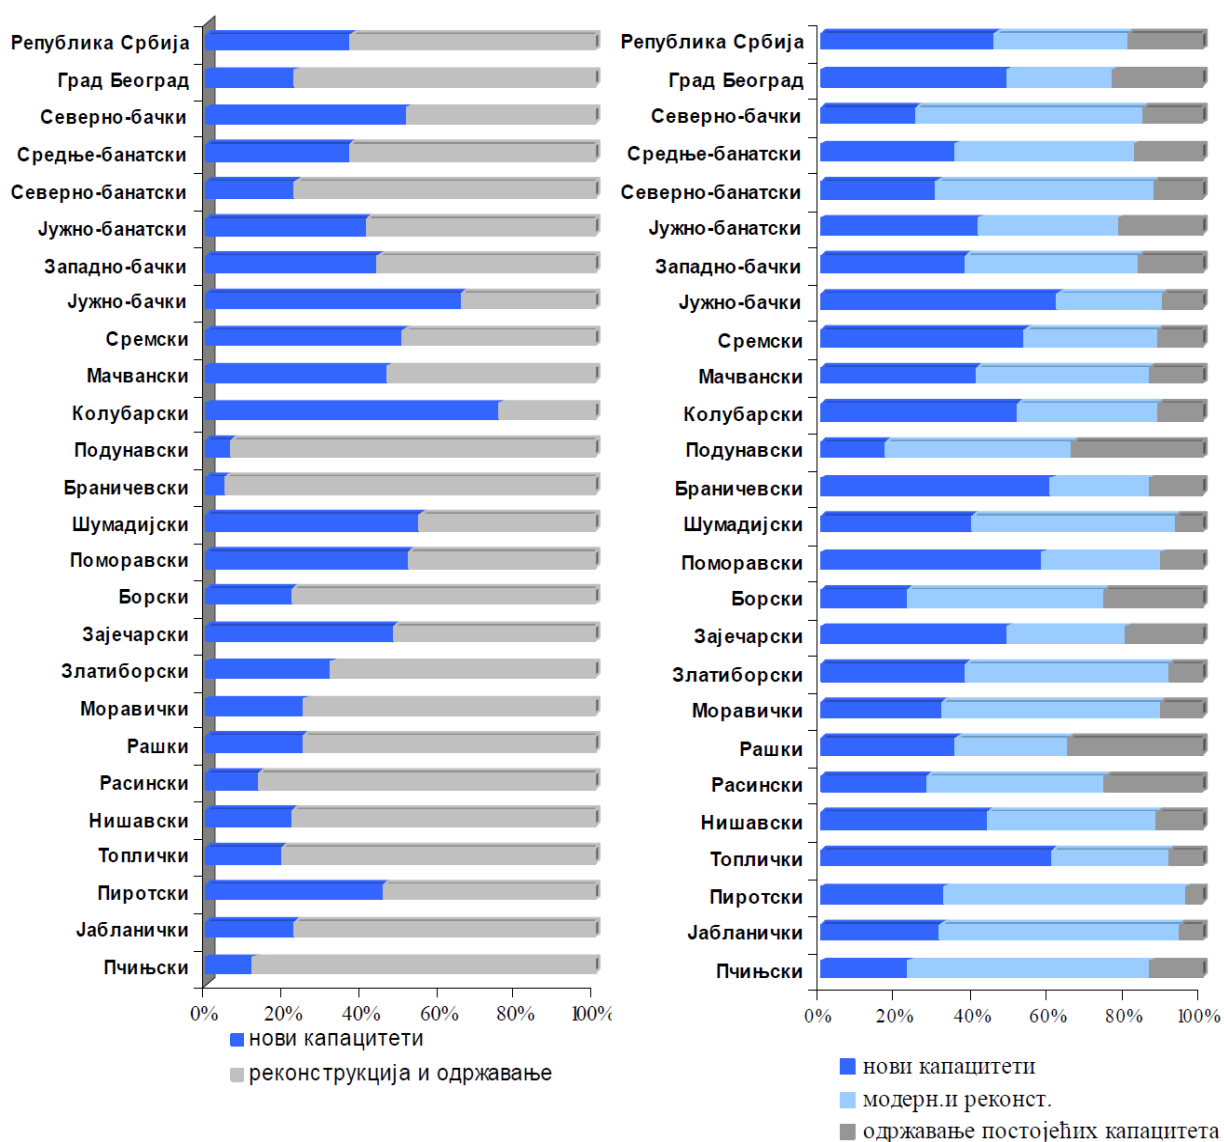 Република Србија
Град Београд
Северно-бачки
Средње-банатски
Северно-банатски
Јужно-банатски
Западно-бачки
Јужно-бачки
Сремски
Мачвански
Колубарски
Подунавски
Браничевски
Шумадијски
Поморавски
Борски
Зајечарски
Златиборски
Моравички
Рашки
Расински
Нишавски
Топлички
Пиротски
Јабланички
Пчињски
0% 20% 40% 60% 80% 100%
нови капацитети
реконструкција и одржавање
Република Србија
Град Београд
Северно-бачки
Средње-банатски
Северно-банатски
Јужно-банатски
Западно-бачки
Јужно-бачки
Сремски
Мачвански
Колубарски
Подунавски
Браничевски
Шумадијски
Поморавски
Борски
Зајечарски
Златиборски
Моравички
Рашки
Расински
Нишавски
Топлички
Пиротски
Јабланички
Пчињски
0% 20% 40% 60% 80% 100%
нови капацитети
модерн.и реконст.
одржавање постојећих капацитета